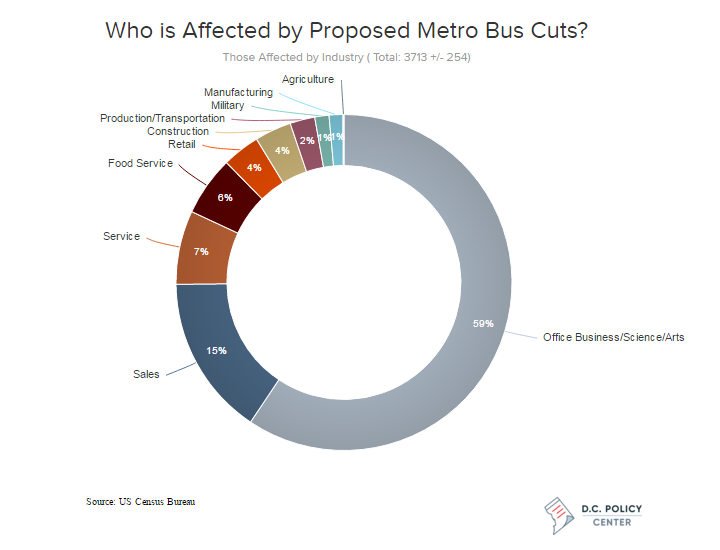 Who is Affected by Proposed Metro Bus Cuts?
Those Affected by Industry ( Total: 3713 +/- 254)
Agriculture
Manufacturing
Military
Production/Transportation
Construction
Retail
Food Service
Service
Sales
Office Business/Science/Arts
1%
1%
2%
4%
4%
6%
7%
15%
59%
Source: US Census Bureau
D.C. POLICY
CENTER